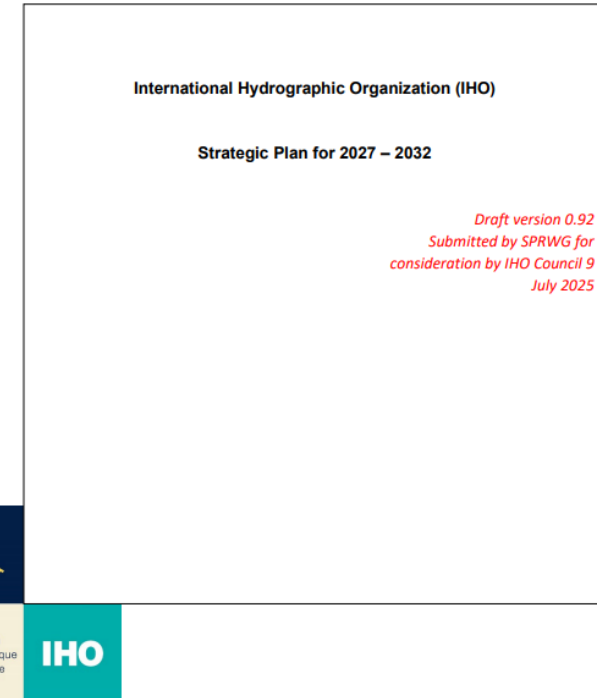 International Hydrographic Organization (IHO)
Strategic Plan for 2027 – 2032
Draft version 0.92
Submitted by SPRWG for
consideration by IHO Council 9
July 2025
IHO